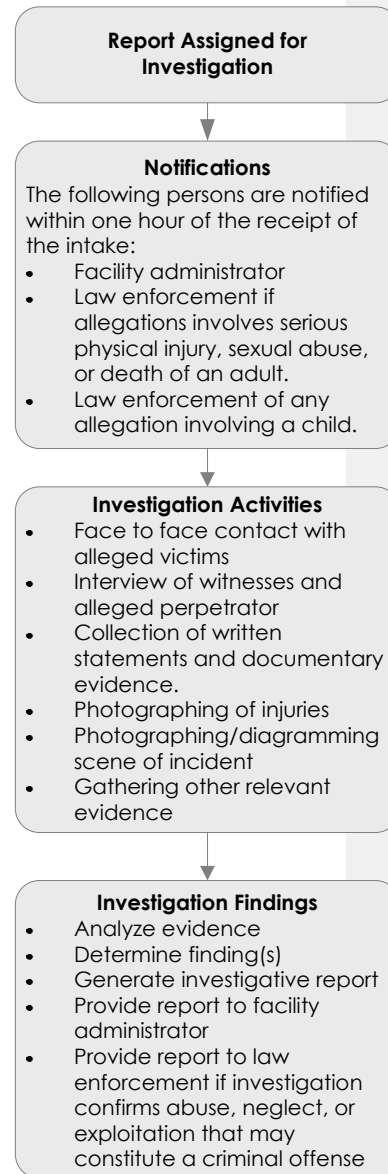 Report Assigned for
Investigation
Notifications
The following persons are notified
within one hour of the receipt of
the intake:
• Facility administrator
• Law enforcement if
allegations involves serious
physical injury, sexual abuse,
or death of an adult.
• Law enforcement of any
allegation involving a child.
Investigation Activities
• Face to face contact with
alleged victims
• Interview of witnesses and
alleged perpetrator
• Collection of written
statements and documentary
evidence.
• Photographing of injuries
• Photographing/diagramming
scene of incident
• Gathering other relevant
evidence
Investigation Findings
• Analyze evidence
• Determine finding(s)
• Generate investigative report
• Provide report to facility
administrator
• Provide report to law
enforcement if investigation
confirms abuse, neglect, or
exploitation that may
constitute a criminal offense